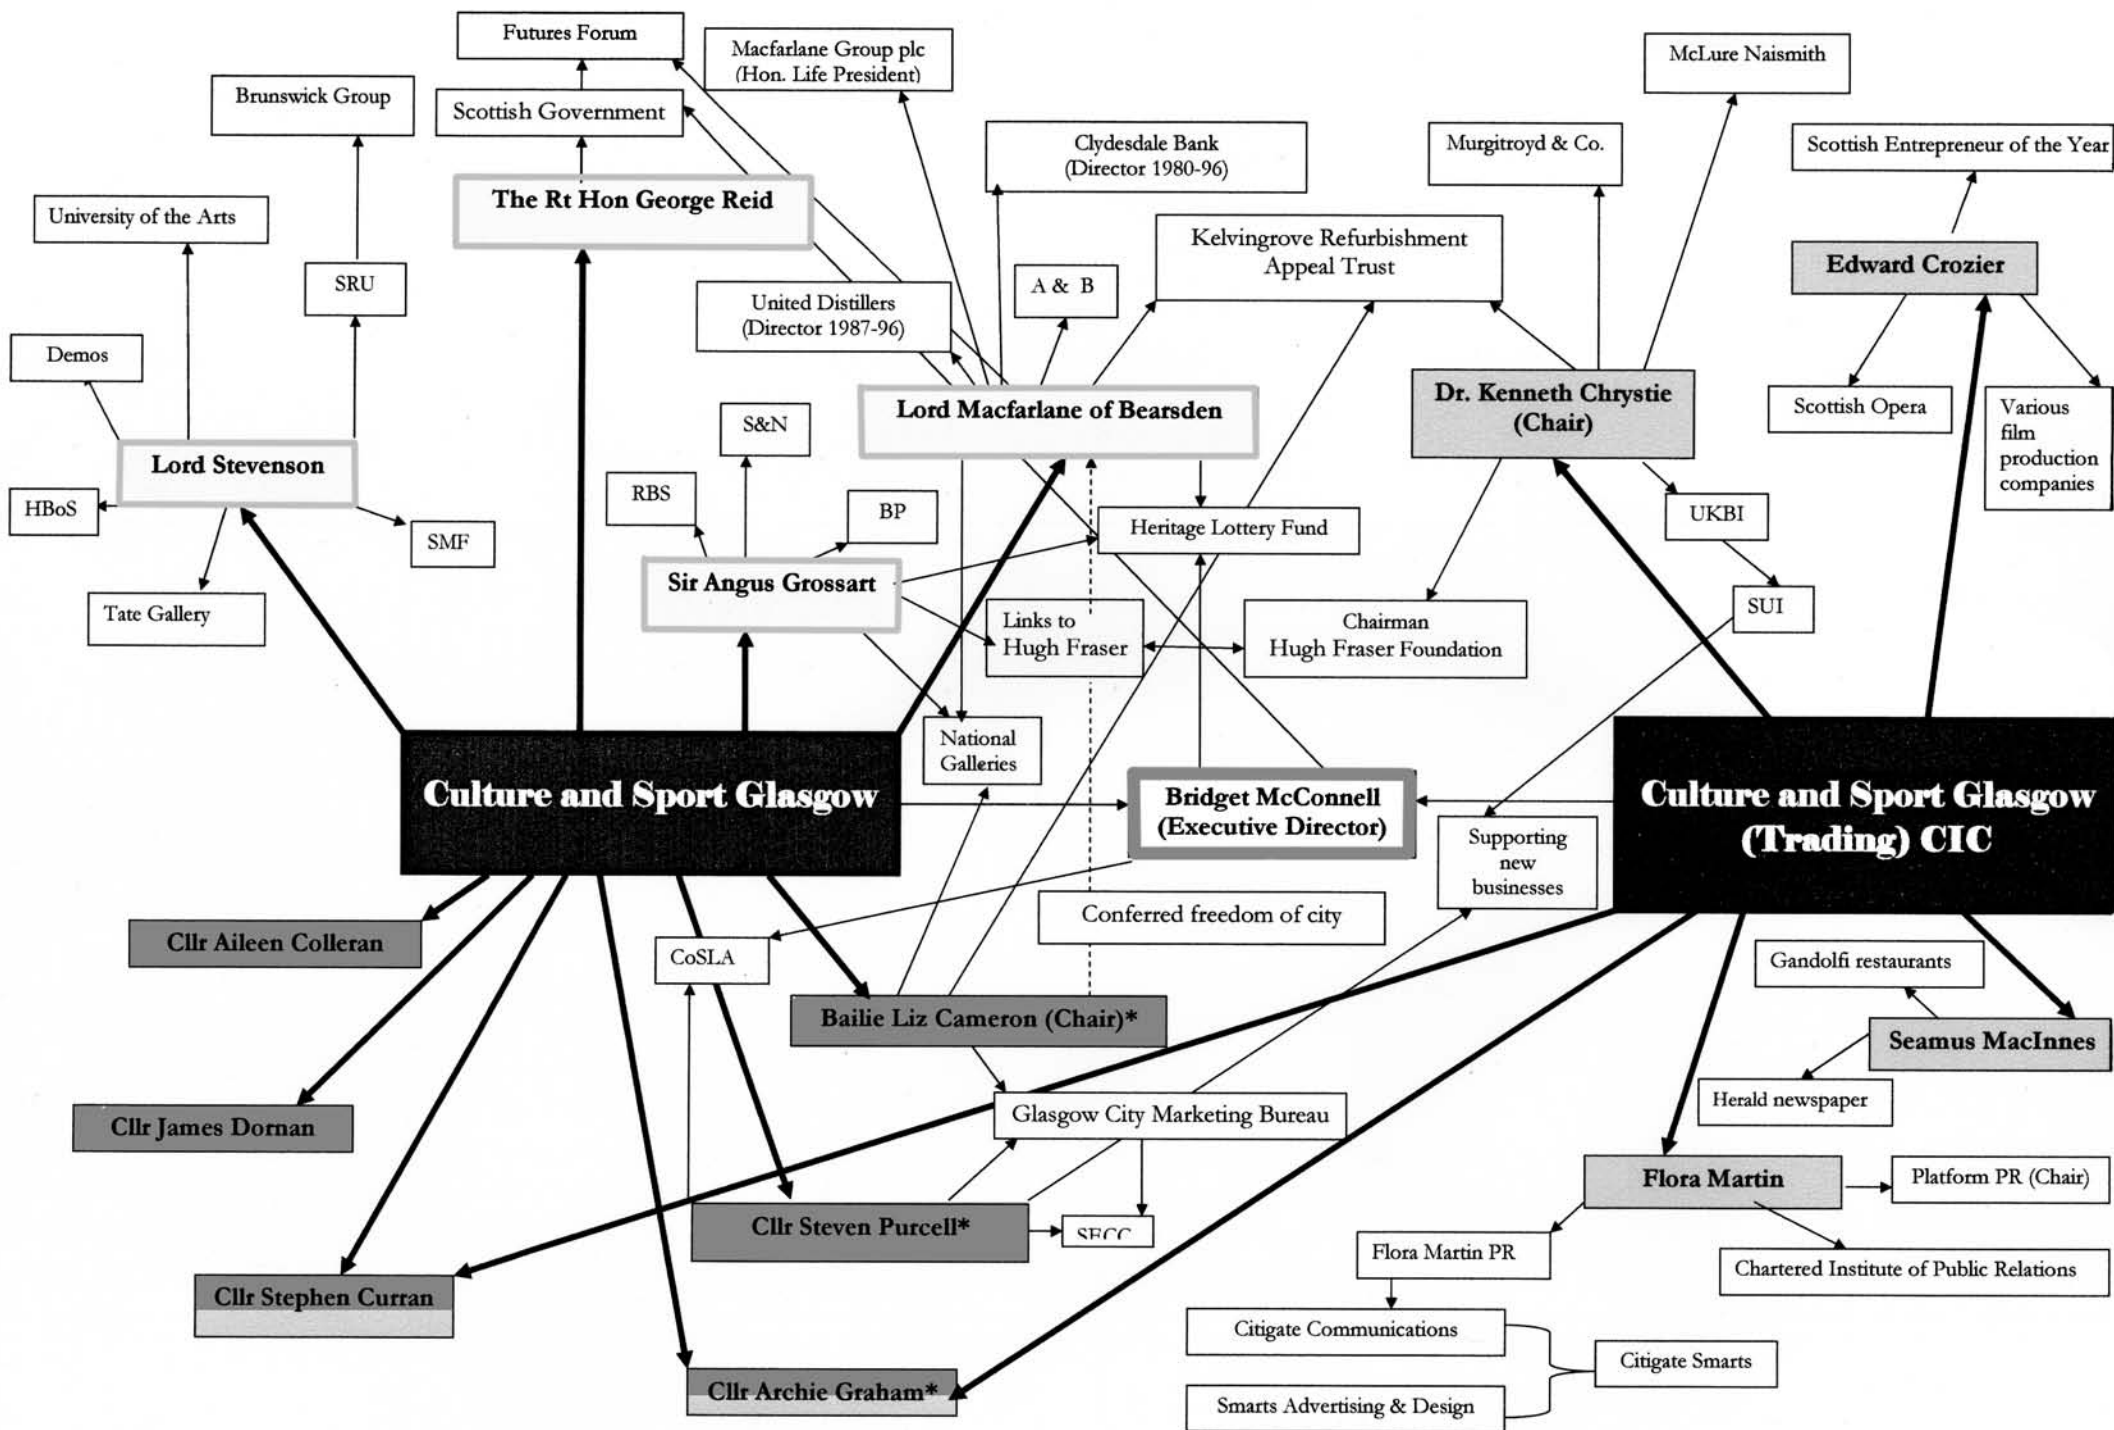 Futures Forum
Macfarlane Group plc
(Hon. Life President)
McLure Naismith
Brunswick Group
Scottish Government
Clydesdale Bank
(Director 1980-96)
Murgitroyd & Co.
Scottish Entrepreneur of the Year
The Rt Hon George Reid
University of the Arts
Kelvingrove Refurbishment
Appeal Trust
Edward Crozier
SRU
A & B
United Distillers
(Director 1987-96)
Demos
Lord Macfarlane of Bearsden
Dr. Kenneth Chrystie
(Chair)
Scottish Opera
Various
film
production
companies
S&N
Lord Stevenson
RBS
BP
HBoS
SMF
Heritage Lottery Fund
UKBI
Sir Angus Grossart
Tate Gallery
Links to
Hugh Fraser
Chairman
Hugh Fraser Foundation
SUI
National
Galleries
Culture and Sport Glasgow
Bridget McConnell
(Executive Director)
Culture and Sport Glasgow
(Trading) CIC
Supporting
new
businesses
Conferred freedom of city
Cllr Aileen Colleran
CoSLA
Gandolfi restaurants
Bailie Liz Cameron (Chair)*
Seamus MacInnes
Herald newspaper
Glasgow City Marketing Bureau
Cllr James Dornan
Flora Martin
Platform PR (Chair)
Cllr Steven Purcell*
SECC
Flora Martin PR
Chartered Institute of Public Relations
Cllr Stephen Curran
Citigate Communications
Citigate Smarts
Cllr Archie Graham*
Smarts Advertising & Design